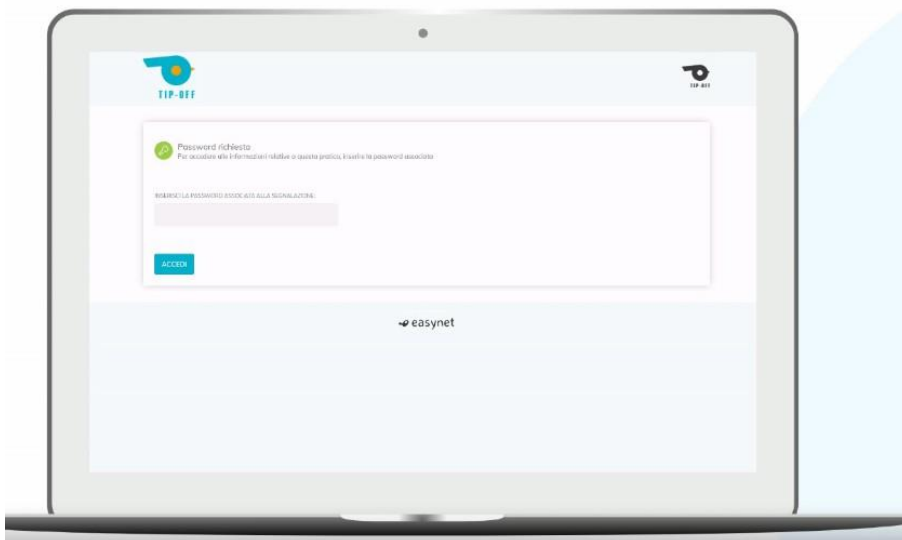 TIP-OFF
TIP-OFF
Password richiesta
Per accedere alle informazioni relative a questa pratica, inserire la password associata
INSERISCI LA PASSWORD ASSOCIATA ALLA SEGNALAZIONE:
ACCEDI
easynet